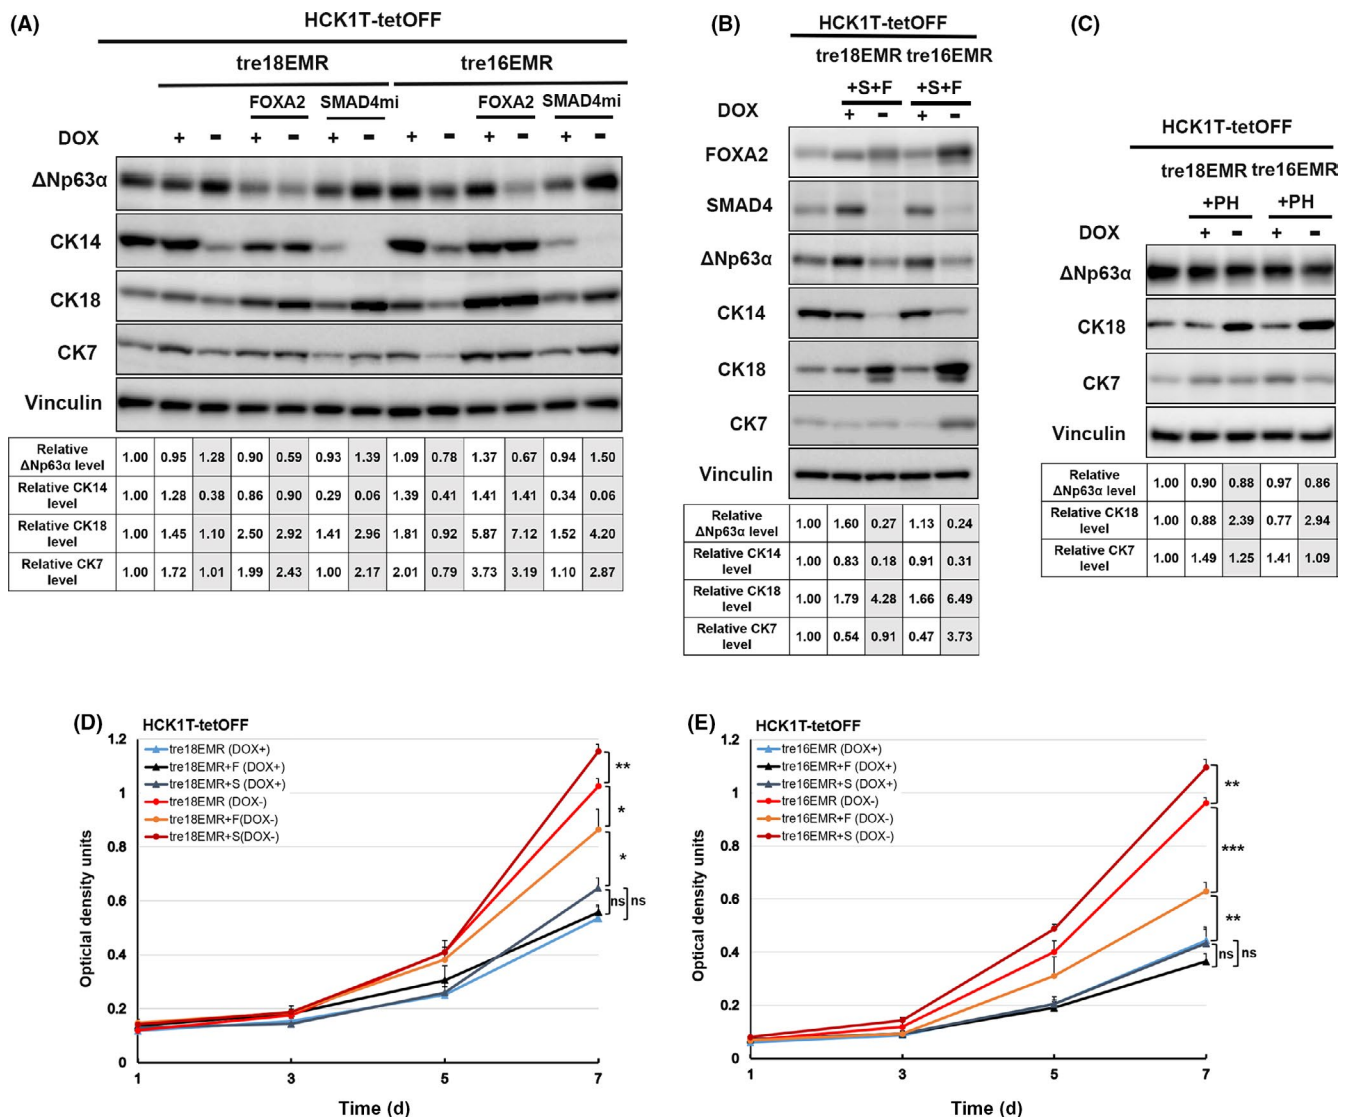 (A)
HCK1T-tetOFF
tre18EMR tre16EMR
FOXA2 SMAD4mi FOXA2 SMAD4mi
DOX + - + - + - + - + - + -
ΔNp63α
CK14
CK18
CK7
Vinculin
Relative ΔNp63α level 1.00 0.95 1.28 0.90 0.59 0.93 1.39 1.09 0.78 1.37 0.67 0.94 1.50
Relative CK14 level 1.00 1.28 0.38 0.86 0.90 0.29 0.06 1.39 0.41 1.41 1.41 0.34 0.06
Relative CK18 level 1.00 1.45 1.10 2.50 2.92 1.41 2.96 1.81 0.92 5.87 7.12 1.52 4.20
Relative CK7 level 1.00 1.72 1.01 1.99 2.43 1.00 2.17 2.01 0.79 3.73 3.19 1.10 2.87
(B)
HCK1T-tetOFF
tre18EMR tre16EMR
+S+F +S+F
DOX + - + -
FOXA2
SMAD4
ΔNp63α
CK14
CK18
CK7
Vinculin
Relative ΔNp63α level 1.00 1.60 0.27 1.13 0.24
Relative CK14 level 1.00 0.83 0.18 0.91 0.31
Relative CK18 level 1.00 1.79 4.28 1.66 6.49
Relative CK7 level 1.00 0.54 0.91 0.47 3.73
(C)
HCK1T-tetOFF
tre18EMR tre16EMR
+PH +PH
DOX + - + -
ΔNp63α
CK18
CK7
Vinculin
Relative ΔNp63α level 1.00 0.90 0.88 0.97 0.86
Relative CK18 level 1.00 0.88 2.39 0.77 2.94
Relative CK7 level 1.00 1.49 1.25 1.41 1.09
(D)
HCK1T-tetOFF
tre18EMR (DOX+)
tre18EMR+F (DOX+)
tre18EMR+S (DOX+)
tre18EMR (DOX-)
tre18EMR+F(DOX-)
tre18EMR+S(DOX-)
Opticlal density units
1.2
1
0.8
0.6
0.4
0.2
0
**
*
*
ns ns
1 3 5 7
Time (d)
(E)
HCK1T-tetOFF
tre16EMR (DOX+)
tre16EMR+F (DOX+)
tre16EMR+S (DOX+)
tre16EMR (DOX-)
tre16EMR+F (DOX-)
tre16EMR+S (DOX-)
Optical density units
1.2
1
0.8
0.6
0.4
0.2
0
**
***
**
ns ns
1 3 5 7
Time (d)